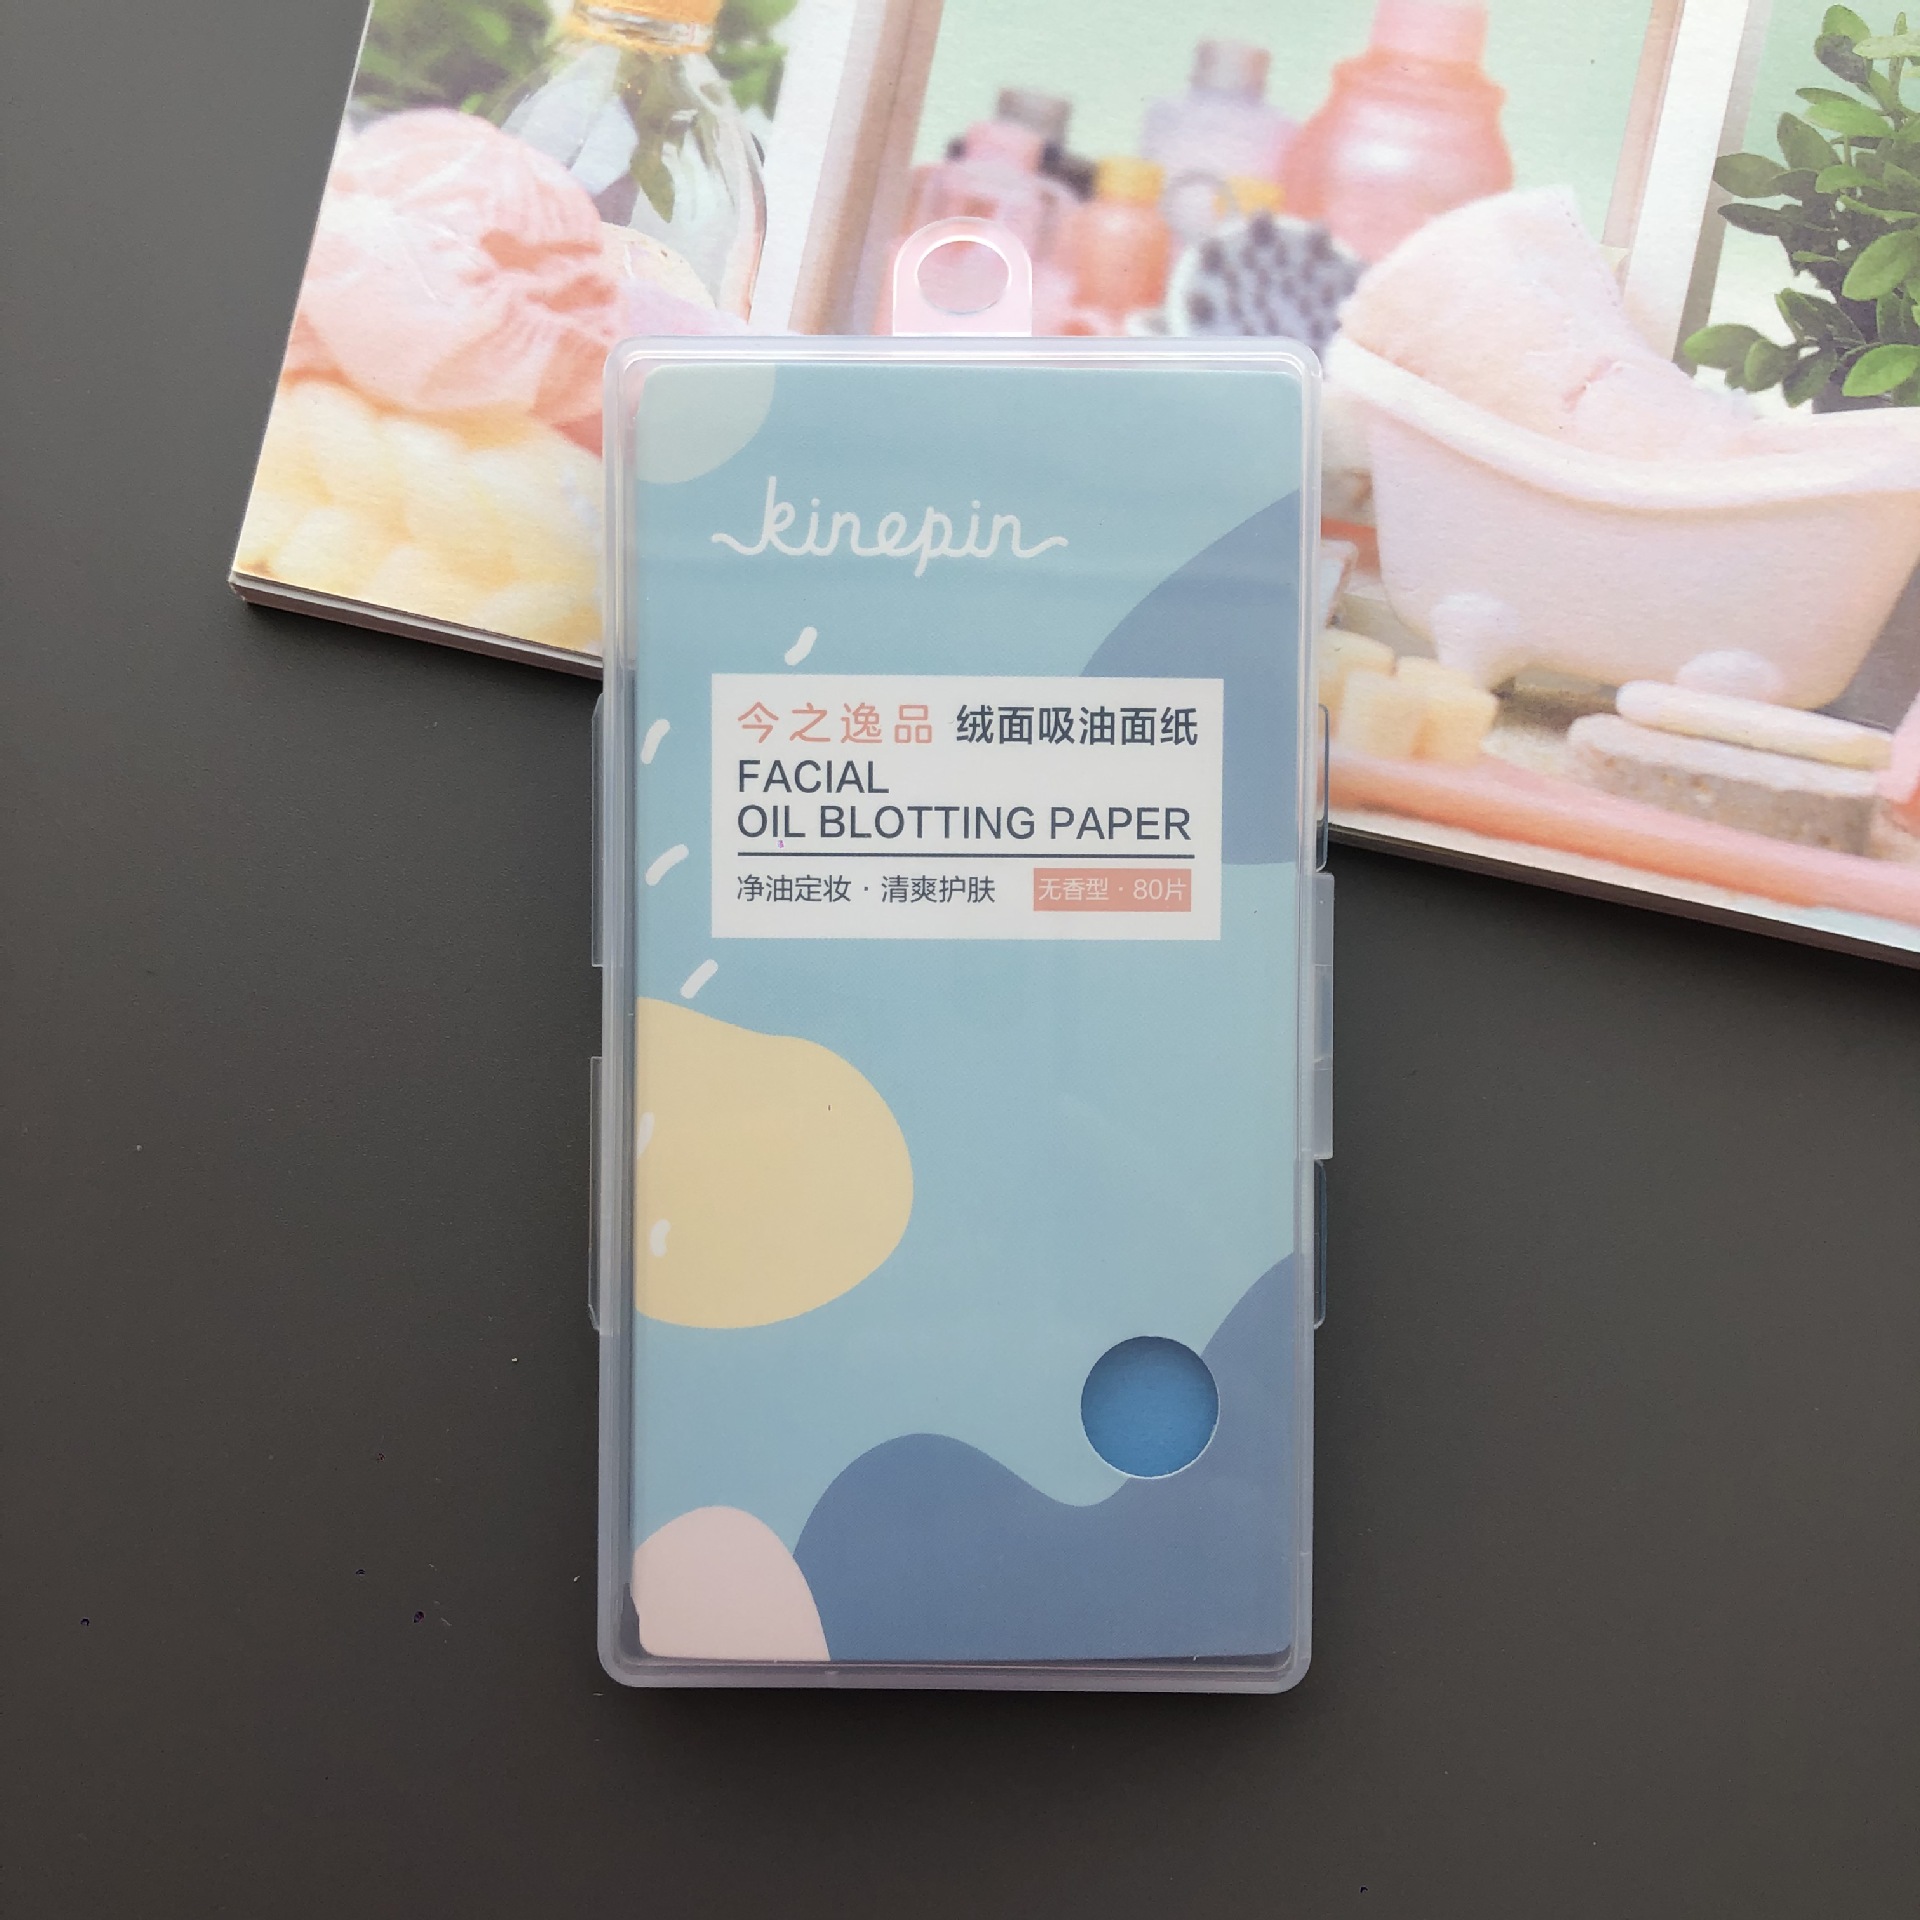 kinepin
今之逸品 绒面吸油面纸
FACIAL
OIL BLOTTING PAPER
净油定妆·清爽护肤 无香型·80片